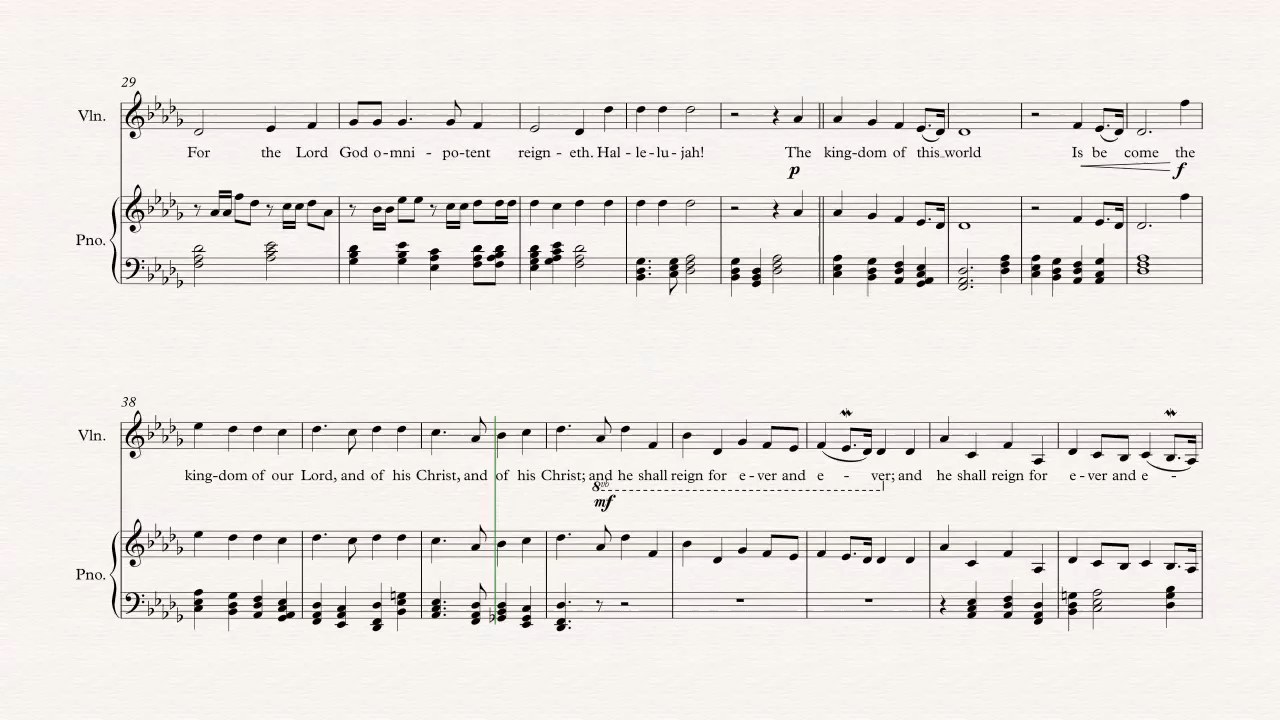 29
Vln.
For the Lord God o-mni - po-tent reign - eth. Hal - le - lu - jah! The king-dom of this world Is be come the
p f
Pno.
38
Vln.
king-dom of our Lord, and of his Christ, and of his Christ; and he shall reign for e - ver and e - ver; and he shall reign for e - ver and e -
8vb
mf
Pno.